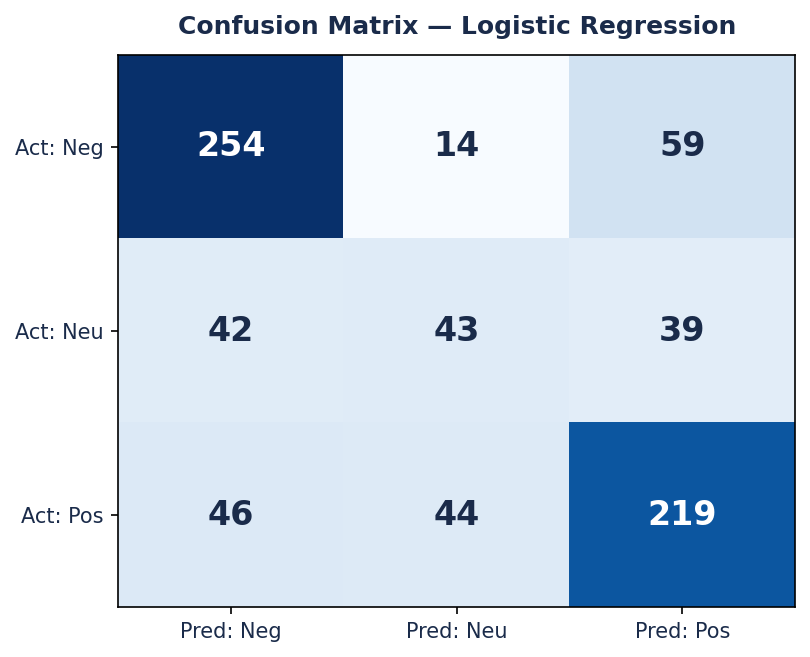 Confusion Matrix — Logistic Regression
Act: Neg 254 14 59
Act: Neu 42 43 39
Act: Pos 46 44 219
Pred: Neg Pred: Neu Pred: Pos